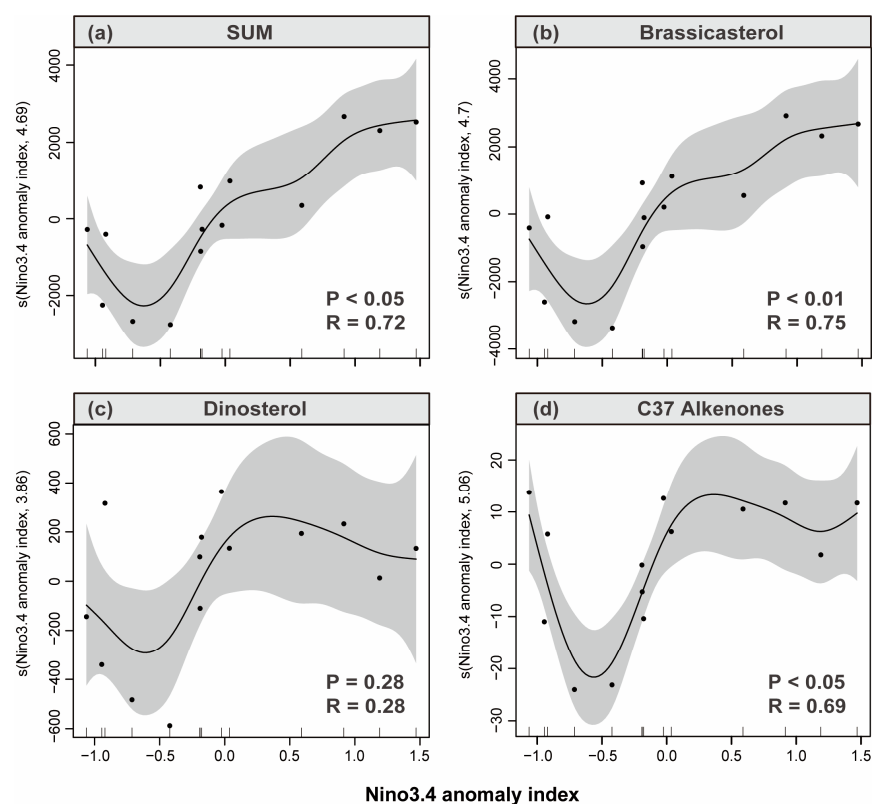 (a) SUM
s(Nino3.4 anomaly index, 4.69)
4000
2000
0
−2000
P < 0.05
R = 0.72
(b) Brassicasterol
s(Nino3.4 anomaly index, 4.7)
4000
2000
0
−2000
−4000
P < 0.01
R = 0.75
(c) Dinosterol
s(Nino3.4 anomaly index, 3.86)
600
400
200
0
−200
−400
−600
P = 0.28
R = 0.28
−1.0 −0.5 0.0 0.5 1.0 1.5
(d) C37 Alkenones
s(Nino3.4 anomaly index, 5.06)
20
10
0
−10
−20
−30
P < 0.05
R = 0.69
−1.0 −0.5 0.0 0.5 1.0 1.5
Nino3.4 anomaly index